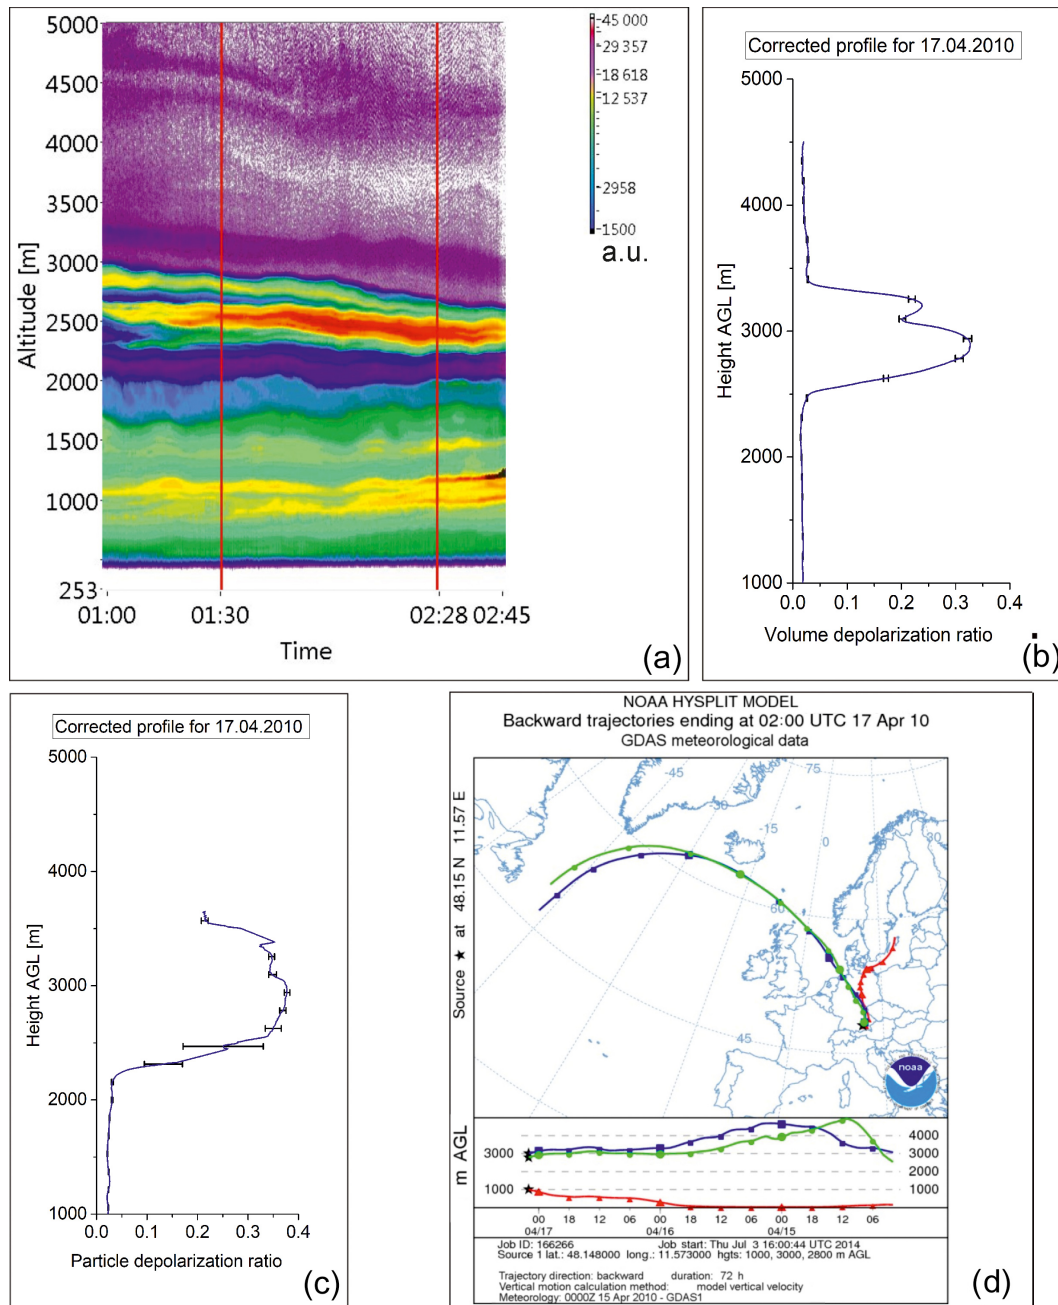 5000
4500
4000
3500
3000
2500
2000
1500
1000
253
Altitude [m]
01:00
01:30
02:28
02:45
Time
45 000
29 357
18 618
12 537
2958
1500
a.u.
(a)
Corrected profile for 17.04.2010
5000
4000
3000
2000
1000
Height AGL [m]
0.0
0.1
0.2
0.3
0.4
Volume depolarization ratio
(b)
Corrected profile for 17.04.2010
5000
4000
3000
2000
1000
Height AGL [m]
0.0
0.1
0.2
0.3
0.4
Particle depolarization ratio
(c)
NOAA HYSPLIT MODEL
Backward trajectories ending at 02:00 UTC 17 Apr 10
GDAS meteorological data
Source ★ at 48.15 N 11.57 E
-45
75
-15
0
30
60
45
noaa
m AGL
3000
1000
4000
3000
2000
1000
00 18 12 06 00 18 12 06 00 18 12 06
04/17 04/16 04/15
Job ID: 166266 Job start: Thu Jul 3 16:00:44 UTC 2014
Source 1 lat.: 48.148000 long.: 11.573000 hgts: 1000, 3000, 2800 m AGL
Trajectory direction: backward duration: 72 h
Vertical motion calculation method: model vertical velocity
Meteorology: 0000Z 15 Apr 2010 - GDAS1
(d)